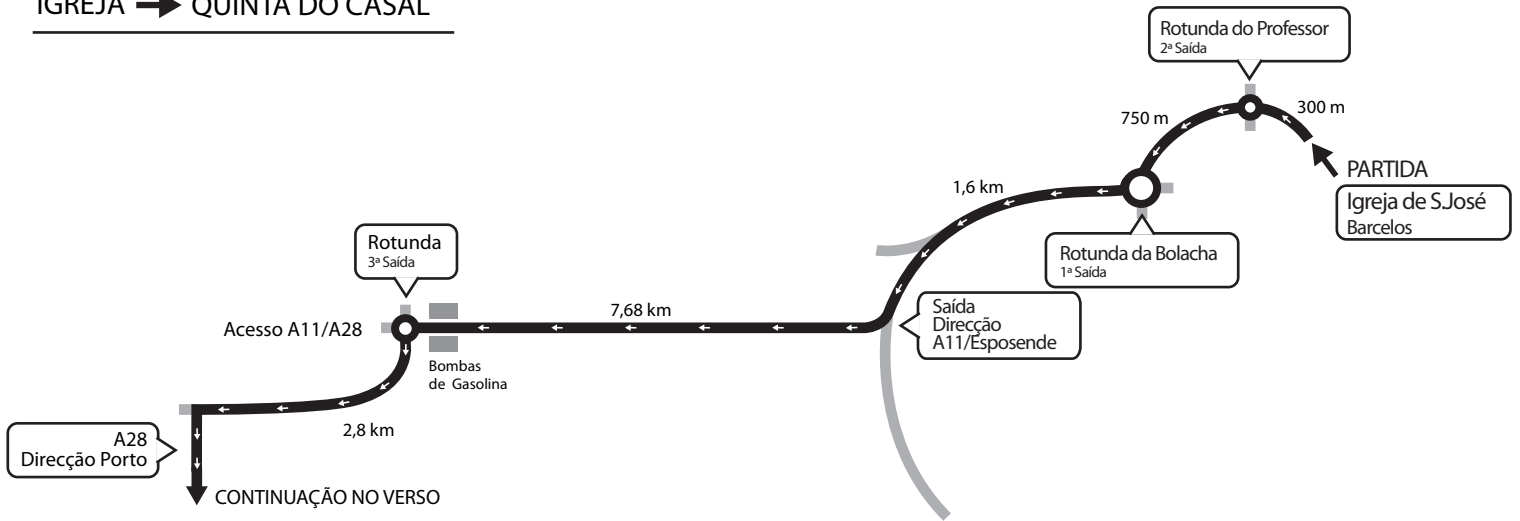 IGREJA ➔ QUINTA DO CASAL
Rotunda do Professor
2ª Saída
300 m
750 m
PARTIDA
Igreja de S.José
Barcelos
1,6 km
Rotunda da Bolacha
1ª Saída
Saída
Direcção
A11/Esposende
7,68 km
Rotunda
3ª Saída
Acesso A11/A28
Bombas
de Gasolina
2,8 km
A28
Direcção Porto
CONTINUAÇÃO NO VERSO